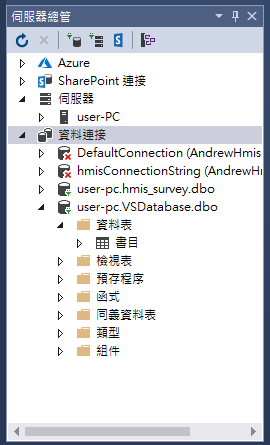 伺服器總管
Azure
SharePoint 連接
伺服器
user-PC
資料連接
DefaultConnection (AndrewHmis
hmisConnectionString (AndrewH
user-pc.hmis_survey.dbo
user-pc.VSDatabase.dbo
資料表
書目
檢視表
預存程序
函式
同義資料表
類型
組件